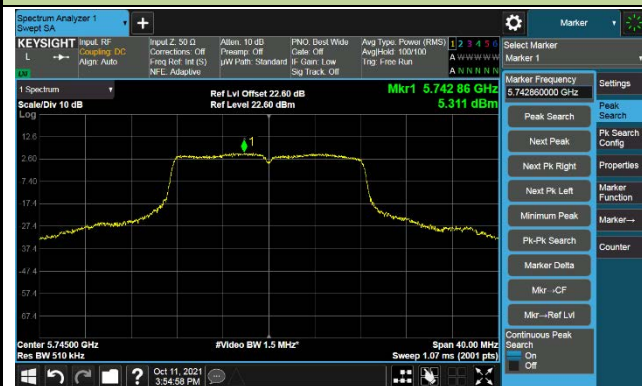 Spectrum Analyzer 1
Swept SA
+
Marker
KEYSIGHT
L
Input: RF
Coupling: DC
Align: Auto
Input Z: 50 Ω
Corrections: Off
Freq Ref: Int (S)
NFE: Adaptive
Atten: 10 dB
Preamp: Off
µW Path: Standard
PNO: Best Wide
Gate: Off
IF Gain: Low
Sig Track: Off
Avg Type: Power (RMS)
Avg|Hold: 100/100
Trig: Free Run
1 2 3 4 5 6
A W W W W W
A N N N N N
Select Marker
Marker 1
1 Spectrum
Scale/Div 10 dB
Log
Ref Lvl Offset 22.60 dB
Ref Level 22.60 dBm
Mkr1 5.742 86 GHz
5.311 dBm
12.6
2.60
-7.40
-17.4
-27.4
-37.4
-47.4
-57.4
-67.4
1
Center 5.74500 GHz
Res BW 510 kHz
#Video BW 1.5 MHz*
Span 40.00 MHz
Sweep 1.07 ms (2001 pts)
Marker Frequency
5.742860000 GHz
Peak Search
Next Peak
Next Pk Right
Next Pk Left
Minimum Peak
Pk-Pk Search
Marker Delta
Mkr→CF
Mkr→Ref Lvl
Continuous Peak
Search
On
Off
Settings
Peak
Search
Pk Search
Config
Properties
Marker
Function
Marker→
Counter
?
Oct 11, 2021
3:54:58 PM